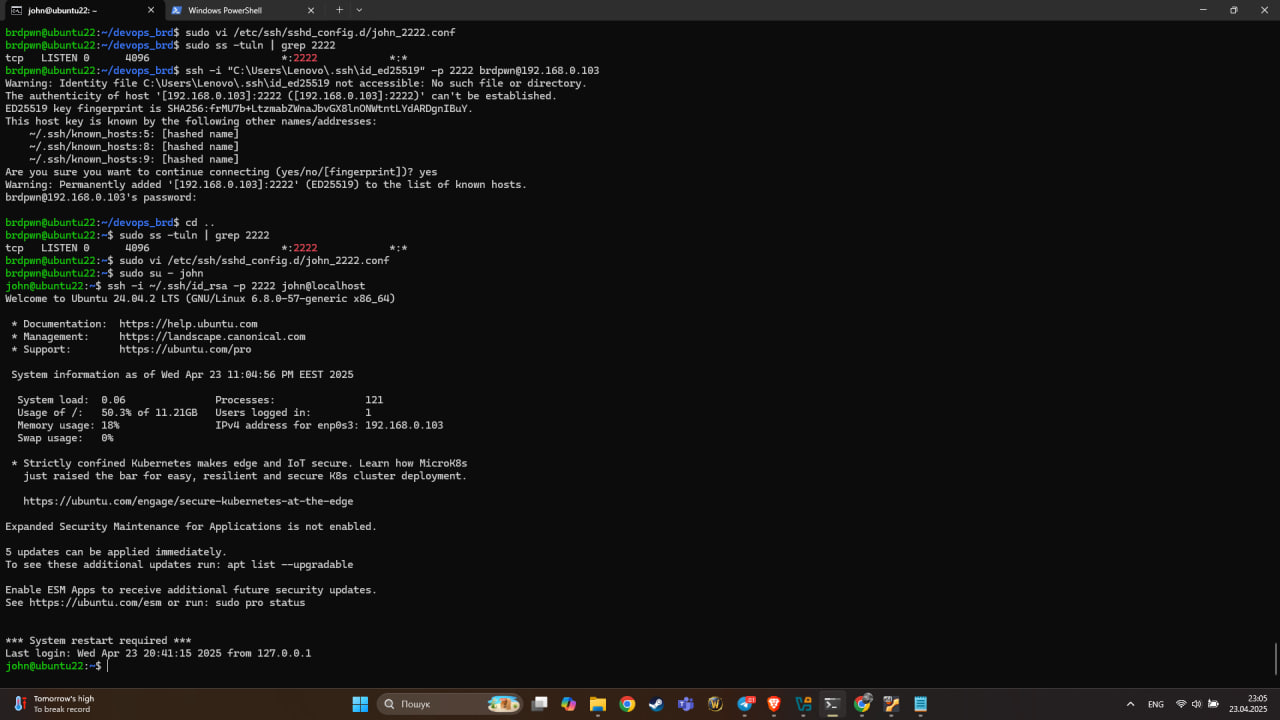 john@ubuntu22: ~
Windows PowerShell
brdpwn@ubuntu22:~/devops_brd$ sudo vi /etc/ssh/sshd_config.d/john_2222.conf
brdpwn@ubuntu22:~/devops_brd$ sudo ss -tuln | grep 2222
tcp   LISTEN 0      4096                      *:2222            *:*
brdpwn@ubuntu22:~/devops_brd$ ssh -i "C:\Users\Lenovo\.ssh\id_ed25519" -p 2222 brdpwn@192.168.0.103
Warning: Identity file C:\Users\Lenovo\.ssh\id_ed25519 not accessible: No such file or directory.
The authenticity of host '[192.168.0.103]:2222 ([192.168.0.103]:2222)' can't be established.
ED25519 key fingerprint is SHA256:frMU7b+LtzmabZWnaJbvGX8lnONWtntLYdARDgnIBuY.
This host key is known by the following other names/addresses:
    ~/.ssh/known_hosts:5: [hashed name]
    ~/.ssh/known_hosts:8: [hashed name]
    ~/.ssh/known_hosts:9: [hashed name]
Are you sure you want to continue connecting (yes/no/[fingerprint])? yes
Warning: Permanently added '[192.168.0.103]:2222' (ED25519) to the list of known hosts.
brdpwn@192.168.0.103's password:
brdpwn@ubuntu22:~/devops_brd$ cd ..
brdpwn@ubuntu22:~$ sudo ss -tuln | grep 2222
tcp   LISTEN 0      4096                      *:2222            *:*
brdpwn@ubuntu22:~$ sudo vi /etc/ssh/sshd_config.d/john_2222.conf
brdpwn@ubuntu22:~$ sudo su - john
john@ubuntu22:~$ ssh -i ~/.ssh/id_rsa -p 2222 john@localhost
Welcome to Ubuntu 24.04.2 LTS (GNU/Linux 6.8.0-57-generic x86_64)
 * Documentation:  https://help.ubuntu.com
 * Management:     https://landscape.canonical.com
 * Support:        https://ubuntu.com/pro
 System information as of Wed Apr 23 11:04:56 PM EEST 2025
  System load:  0.06               Processes:               121
  Usage of /:   50.3% of 11.21GB   Users logged in:         1
  Memory usage: 18%                IPv4 address for enp0s3: 192.168.0.103
  Swap usage:   0%
 * Strictly confined Kubernetes makes edge and IoT secure. Learn how MicroK8s
   just raised the bar for easy, resilient and secure K8s cluster deployment.
   https://ubuntu.com/engage/secure-kubernetes-at-the-edge
Expanded Security Maintenance for Applications is not enabled.
5 updates can be applied immediately.
To see these additional updates run: apt list --upgradable
Enable ESM Apps to receive additional future security updates.
See https://ubuntu.com/esm or run: sudo pro status
*** System restart required ***
Last login: Wed Apr 23 20:41:15 2025 from 127.0.0.1
john@ubuntu22:~$
Tomorrow's high
To break record
Пошук
ENG
23:05
23.04.2025